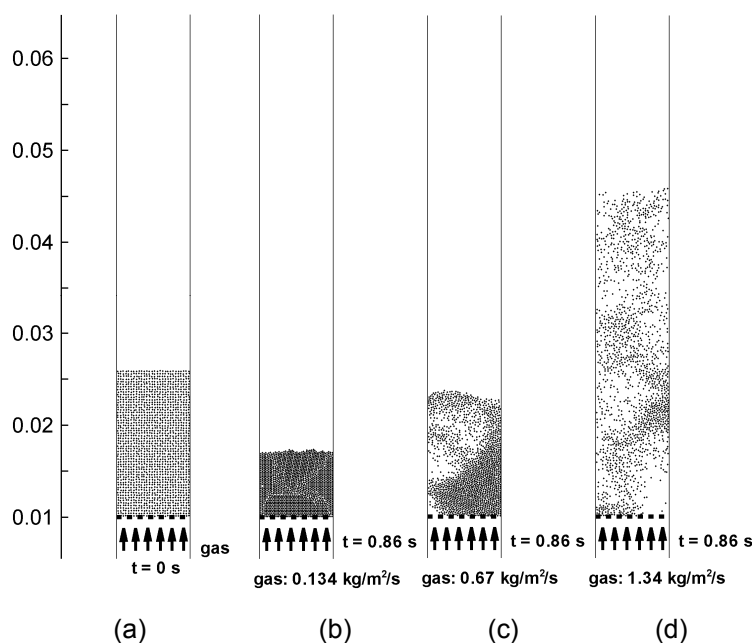 0.06
0.05
0.04
0.03
0.02
0.01
gas
t = 0 s
t = 0.86 s
t = 0.86 s
t = 0.86 s
gas: 0.134 kg/m²/s
gas: 0.67 kg/m²/s
gas: 1.34 kg/m²/s
(a)
(b)
(c)
(d)